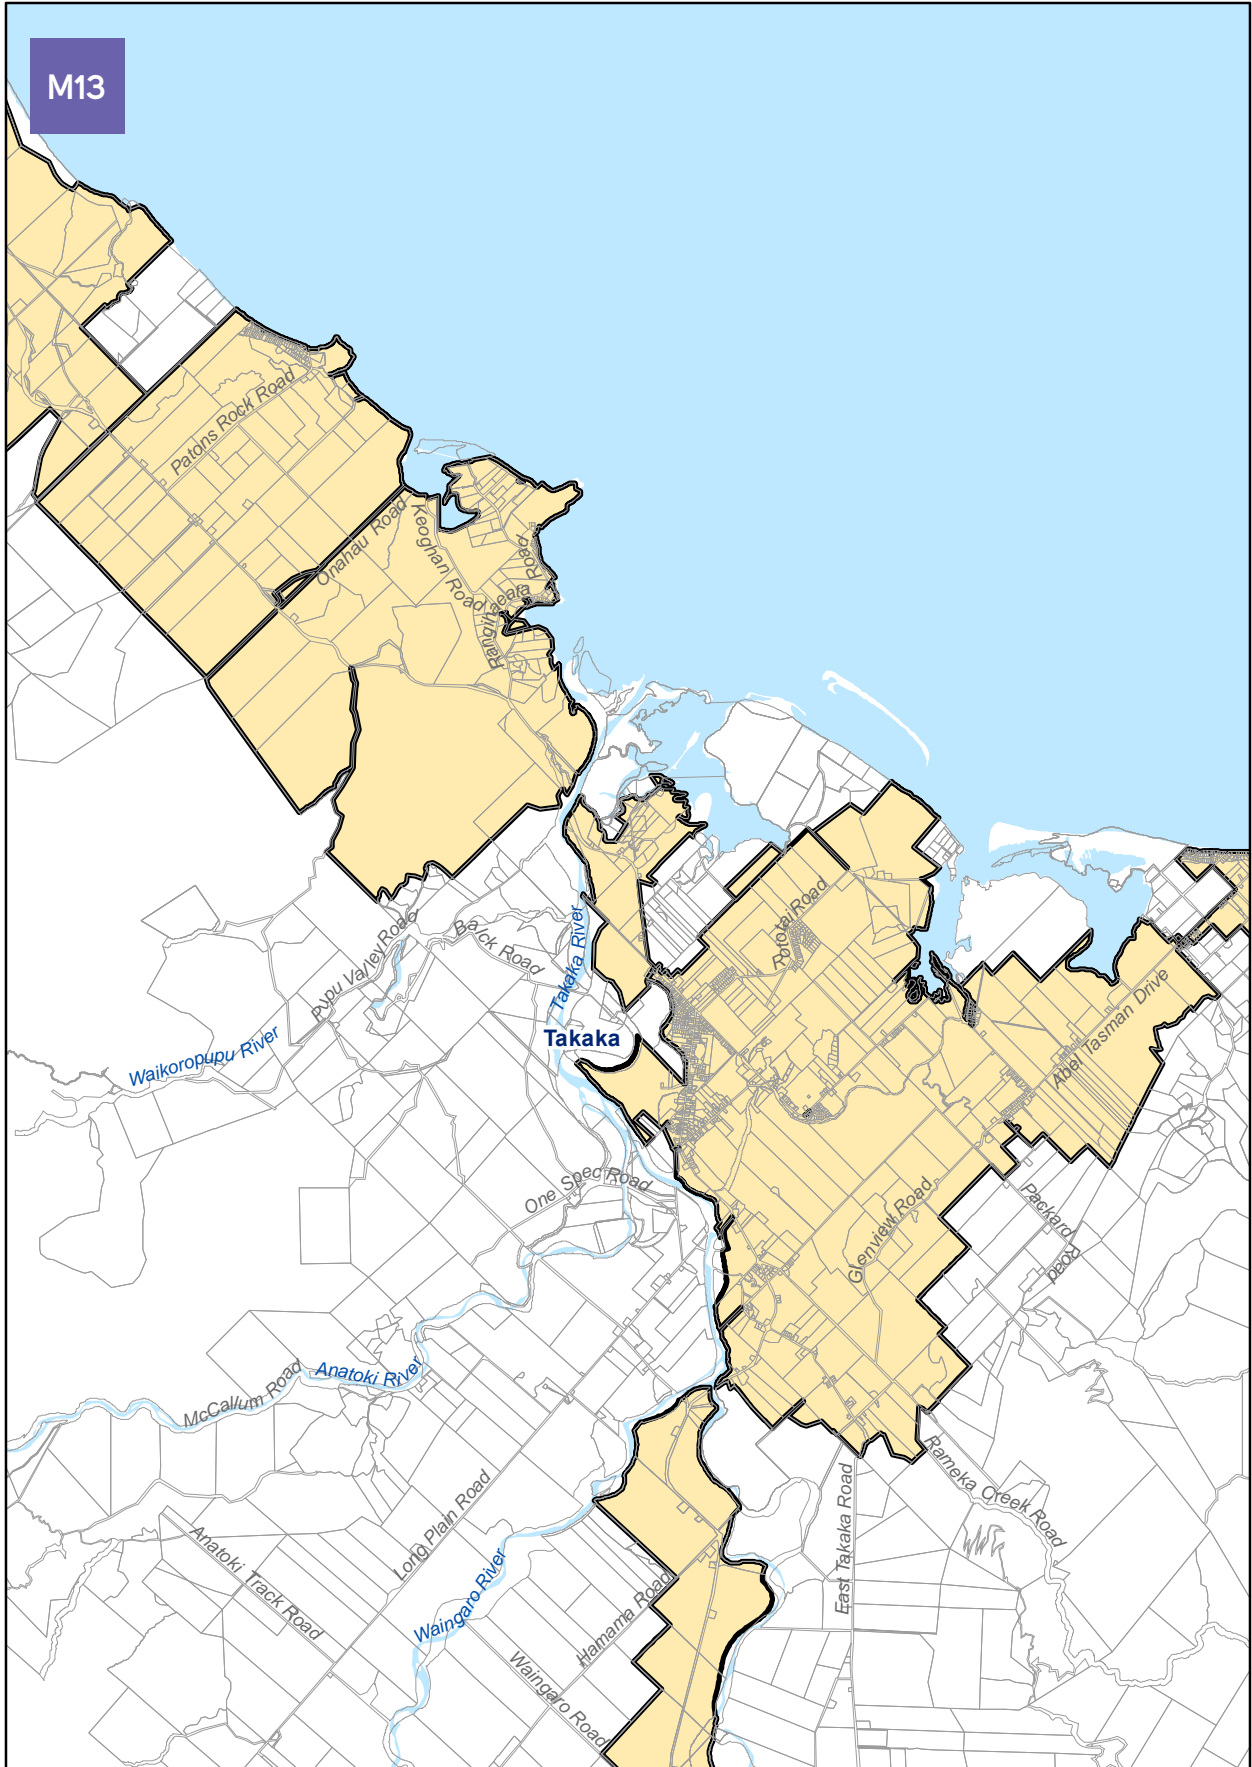 M13
Patons Rock Road
Onahau Road
Keoghan Road
Rangihaeata Road
Rototai Road
Pupu Valley Road
Balck Road
Takaka River
Takaka
Waikoropupu River
Abel Tasman Drive
One Spec Road
Glenview Road
Packard Road
McCallum Road
Anatoki River
Rameka Creek Road
East Takaka Road
Long Plain Road
Anatoki Track Road
Waingaro River
Hamama Road
Waingaro Road